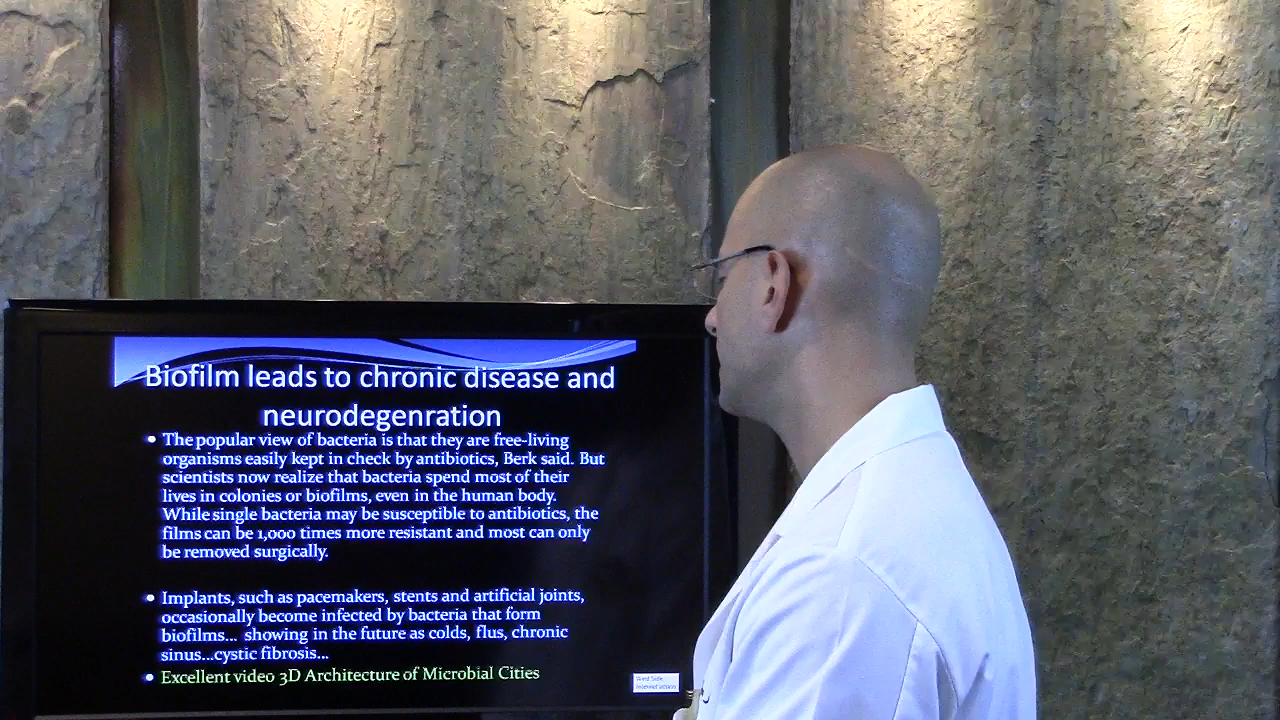 Biofilm leads to chronic disease and
neurodegenration
• The popular view of bacteria is that they are free-living
organisms easily kept in check by antibiotics, Berk said. But
scientists now realize that bacteria spend most of their
lives in colonies or biofilms, even in the human body.
While single bacteria may be susceptible to antibiotics, the
films can be 1,000 times more resistant and most can only
be removed surgically.
• Implants, such as pacemakers, stents and artificial joints,
occasionally become infected by bacteria that form
biofilms... showing in the future as colds, flus, chronic
sinus...cystic fibrosis...
• Excellent video 3D Architecture of Microbial Cities